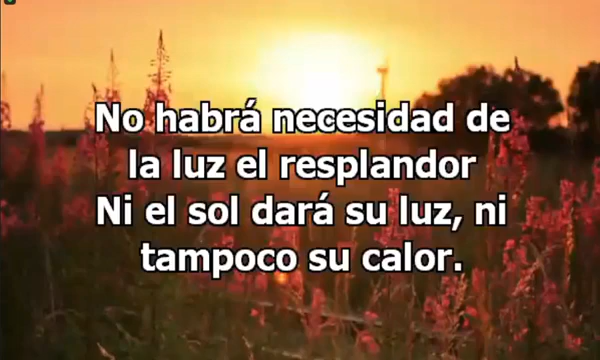 No habrá necesidad de
la luz el resplandor
Ni el sol dará su luz, ni
tampoco su calor.